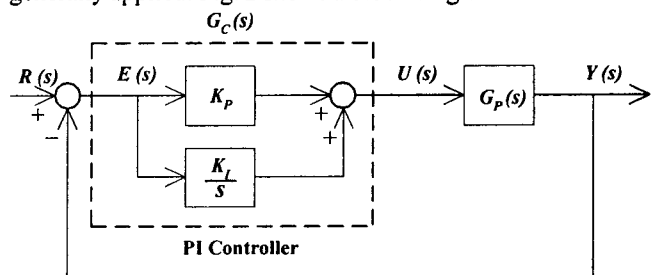 G_C(s)
R(s) E(s) K_P U(s) G_P(s) Y(s)
+ + +
−
K_I
s
PI Controller